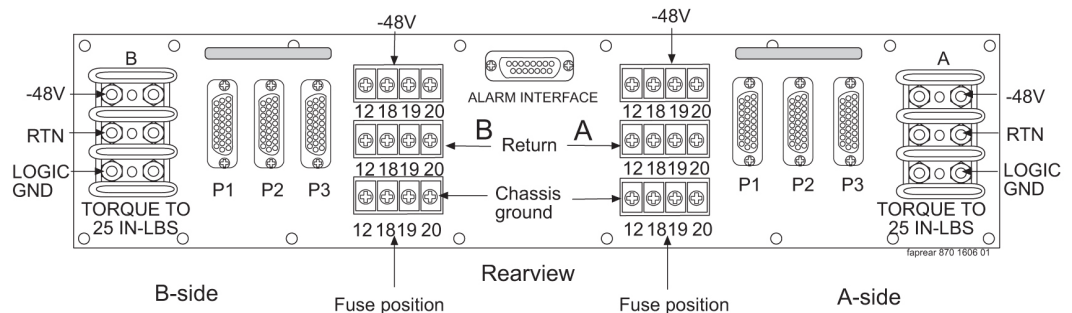 -48V
-48V
B
A
-48V
-48V
ALARM INTERFACE
12 18 19 20
12 18 19 20
RTN
B
Return
A
RTN
12 18 19 20
12 18 19 20
LOGIC
GND
P1
P2
P3
Chassis
ground
P1
P2
P3
LOGIC
GND
TORQUE TO
25 IN-LBS
12 18 19 20
12 18 19 20
TORQUE TO
25 IN-LBS
faprear 870 1606 01
Rearview
B-side
A-side
Fuse position
Fuse position